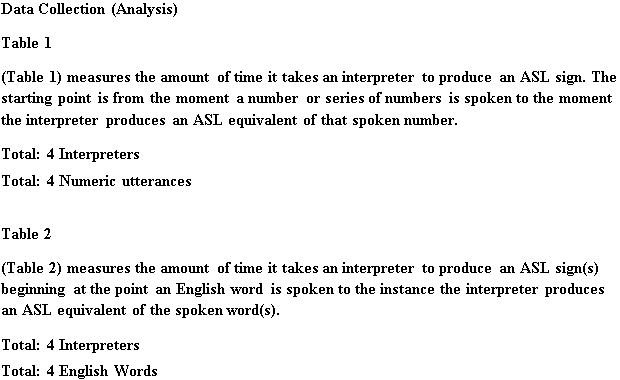 Data Collection (Analysis)
Table 1
(Table 1) measures the amount of time it takes an interpreter to produce an ASL sign. The
starting point is from the moment a number or series of numbers is spoken to the moment
the interpreter produces an ASL equivalent of that spoken number.
Total: 4 Interpreters
Total: 4 Numeric utterances
Table 2
(Table 2) measures the amount of time it takes an interpreter to produce an ASL sign(s)
beginning at the point an English word is spoken to the instance the interpreter produces
an ASL equivalent of the spoken word(s).
Total: 4 Interpreters
Total: 4 English Words